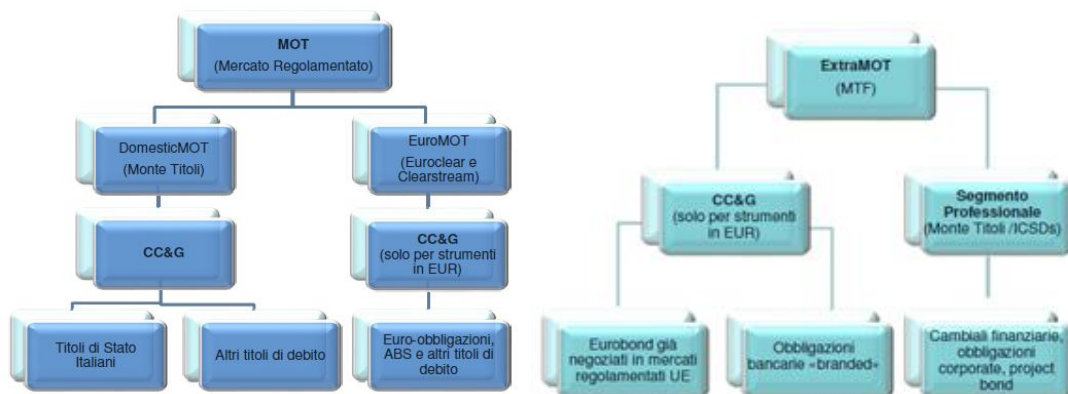 MOT
(Mercato Regolamentato)
DomesticMOT
(Monte Titoli)
EuroMOT
(Euroclear e
Clearstream)
CC&G
CC&G
(solo per strumenti
in EUR)
Titoli di Stato
Italiani
Altri titoli di debito
Euro-obbligazioni,
ABS e altri titoli di
debito
ExtraMOT
(MTF)
CC&G
(solo per strumenti
in EUR)
Segmento
Professionale
(Monte Titoli /ICSDs)
Eurobond già
negoziati in mercati
regolamentati UE
Obbligazioni
bancarie «branded»
Cambiali finanziarie,
obbligazioni
corporate, project
bond